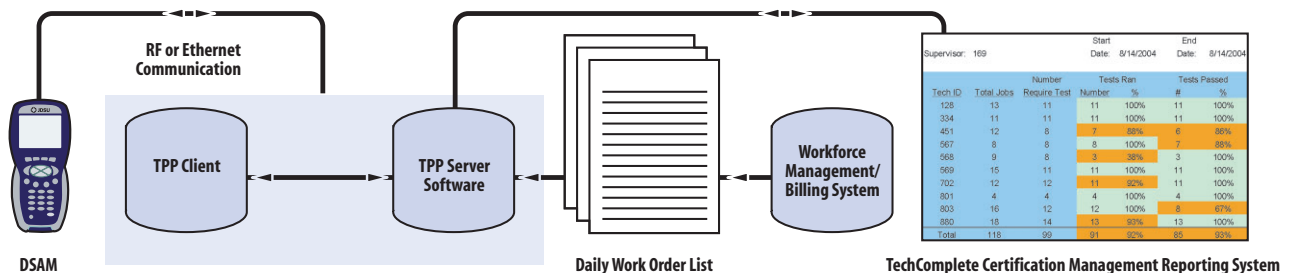 RF or Ethernet
Communication
JDSU
TPP Client
TPP Server
Software
Workforce
Management/
Billing System
DSAM
Daily Work Order List
Start End
Supervisor: 169 Date: 8/14/2004 Date: 8/14/2004
Number Tests Ran Tests Passed
Tech ID Total Jobs Require Test Number % # %
128 13 11 11 100% 11 100%
334 11 11 11 100% 11 100%
451 12 8 7 88% 6 86%
567 8 8 8 100% 7 88%
568 9 8 3 38% 3 100%
569 15 11 11 100% 11 100%
702 12 12 11 92% 11 100%
801 4 4 4 100% 4 100%
803 16 12 12 100% 8 67%
880 18 14 13 93% 13 100%
Total 118 99 91 92% 85 93%
TechComplete Certification Management Reporting System